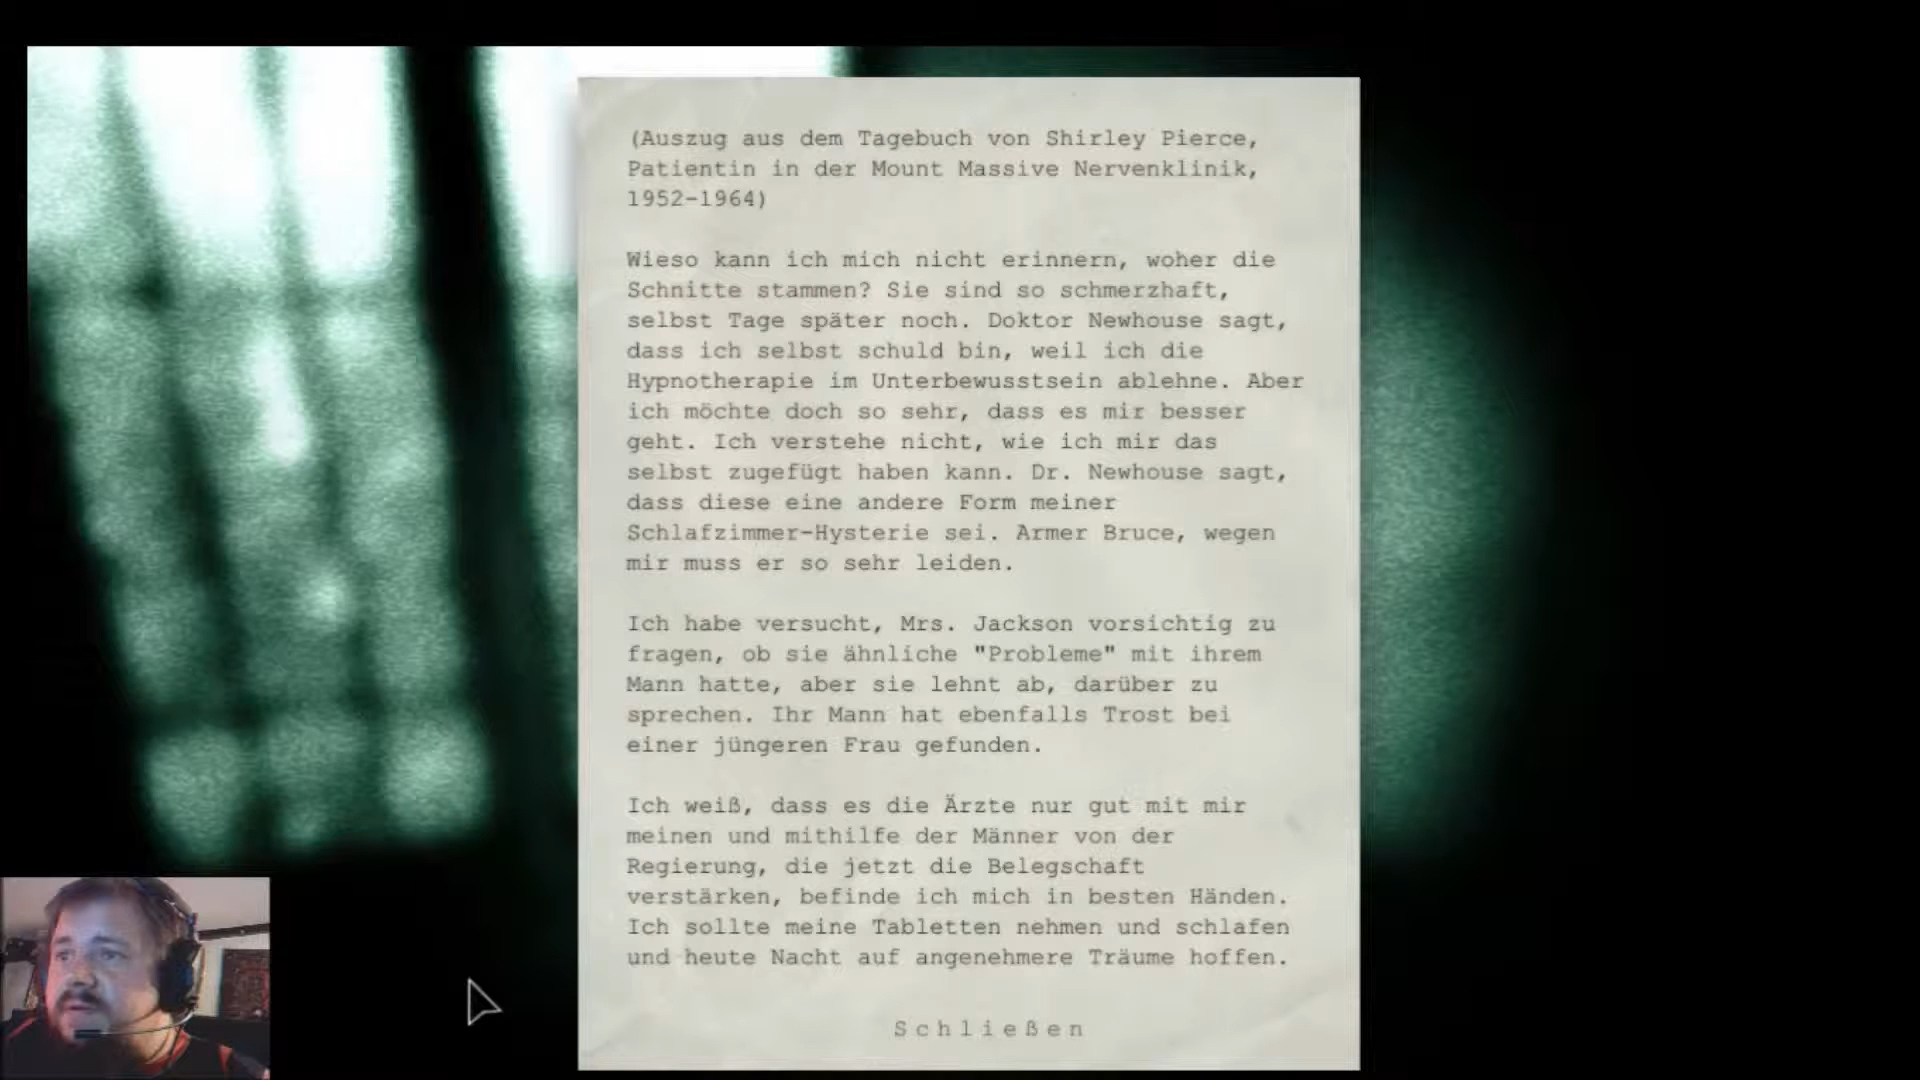 (Auszug aus dem Tagebuch von Shirley Pierce,
Patientin in der Mount Massive Nervenklinik,
1952-1964)
Wieso kann ich mich nicht erinnern, woher die
Schnitte stammen? Sie sind so schmerzhaft,
selbst Tage später noch. Doktor Newhouse sagt,
dass ich selbst schuld bin, weil ich die
Hypnotherapie im Unterbewusstsein ablehne. Aber
ich möchte doch so sehr, dass es mir besser
geht. Ich verstehe nicht, wie ich mir das
selbst zugefügt haben kann. Dr. Newhouse sagt,
dass diese eine andere Form meiner
Schlafzimmer-Hysterie sei. Armer Bruce, wegen
mir muss er so sehr leiden.
Ich habe versucht, Mrs. Jackson vorsichtig zu
fragen, ob sie ähnliche "Probleme" mit ihrem
Mann hatte, aber sie lehnt ab, darüber zu
sprechen. Ihr Mann hat ebenfalls Trost bei
einer jüngeren Frau gefunden.
Ich weiß, dass es die Ärzte nur gut mit mir
meinen und mithilfe der Männer von der
Regierung, die jetzt die Belegschaft
verstärken, befinde ich mich in besten Händen.
Ich sollte meine Tabletten nehmen und schlafen
und heute Nacht auf angenehmere Träume hoffen.
Schließen